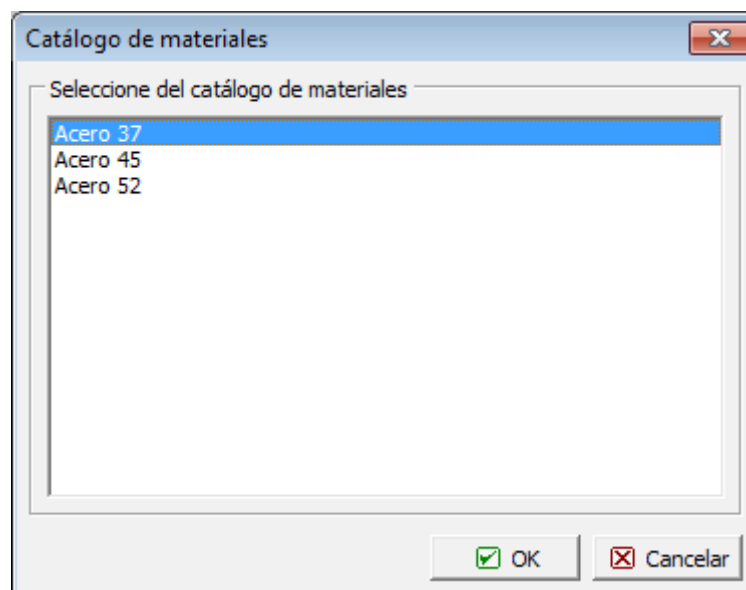 Catálogo de materiales
Seleccione del catálogo de materiales
Acero 37
Acero 45
Acero 52
OK
Cancelar